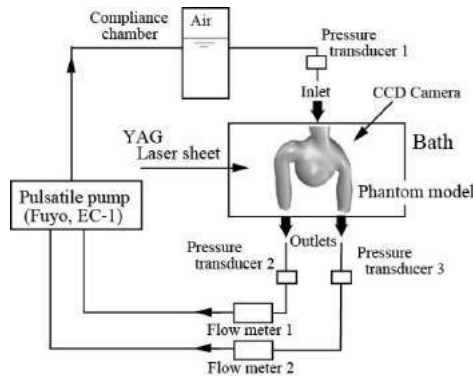 Compliance
chamber
Air
Pressure
transducer 1
Inlet
CCD Camera
YAG
Laser sheet
Bath
Phantom model
Pulsatile pump
(Fuyo, EC-1)
Outlets
Pressure
transducer 2
Pressure
transducer 3
Flow meter 1
Flow meter 2